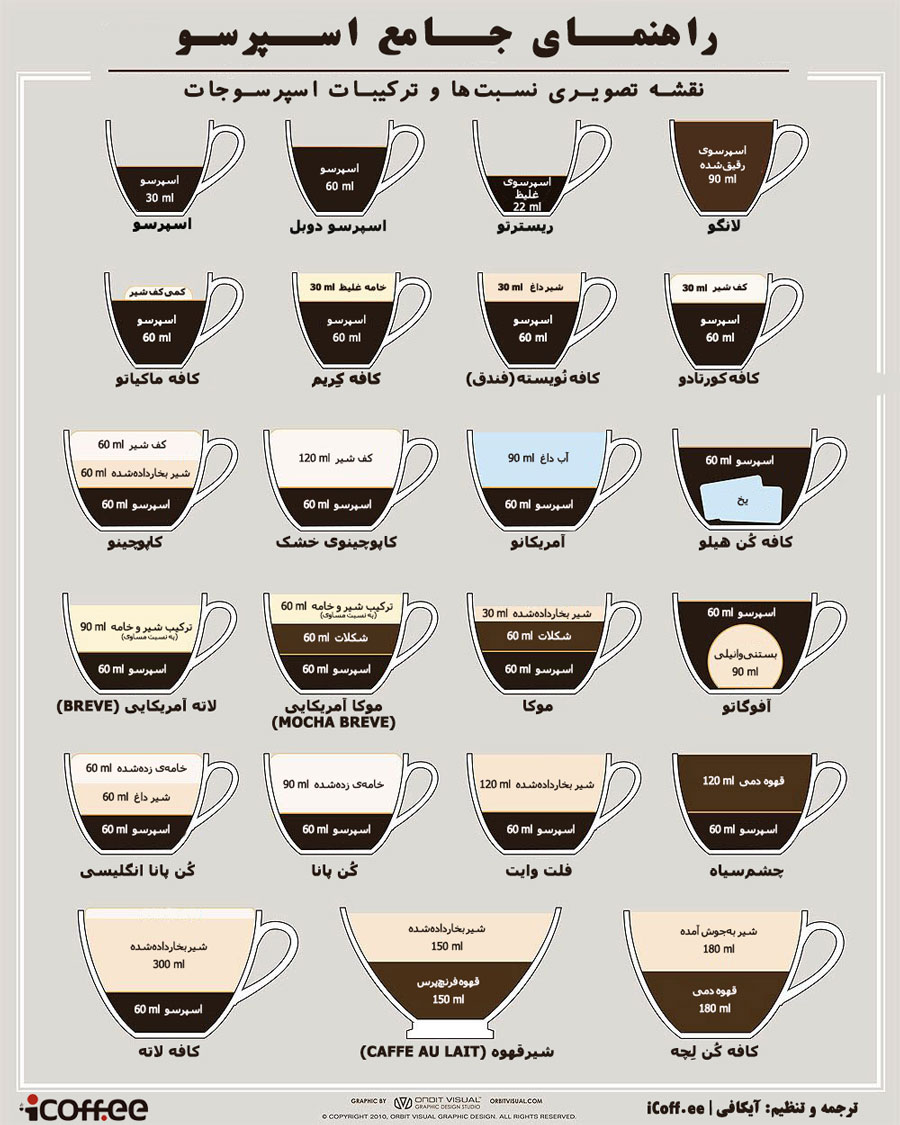 راهنمای جامع اسپرسو
نقشه تصویری نسبت‌ها و ترکیبات اسپرسوجات
اسپرسوی
رقیق‌شده
90 ml
لانگو
اسپرسوی
غلیظ
22 ml
ریسترتو
اسپرسو
60 ml
اسپرسو دوبل
اسپرسو
30 ml
اسپرسو
کف شیر 30 ml
اسپرسو
60 ml
کافه کورتادو
شیر داغ 30 ml
اسپرسو
60 ml
کافه نُویسته (فندق)
خامه غلیظ 30 ml
اسپرسو
60 ml
کافه کِریم
کمی کف شیر
اسپرسو
60 ml
کافه ماکیاتو
اسپرسو 60 ml
یخ
کافه کُن هیلو
آب داغ 90 ml
اسپرسو 60 ml
آمریکانو
کف شیر 120 ml
اسپرسو 60 ml
کاپوچینوی خشک
کف شیر 60 ml
شیر بخارداده‌شده 60 ml
اسپرسو 60 ml
کاپوچینو
اسپرسو 60 ml
بستنی‌وانیلی
90 ml
آفوگاتو
شیر بخارداده‌شده 30 ml
شکلات 60 ml
اسپرسو 60 ml
موکا
ترکیب شیر و خامه 60 ml
(به نسبت مساوی)
شکلات 60 ml
اسپرسو 60 ml
موکا آمریکایی
(MOCHA BREVE)
ترکیب شیر و خامه 90 ml
(به نسبت مساوی)
اسپرسو 60 ml
لاته آمریکایی (BREVE)
قهوه دمی 120 ml
اسپرسو 60 ml
چشم‌سیاه
شیر بخارداده‌شده 120 ml
اسپرسو 60 ml
فلت وایت
خامه‌ی زده‌شده 90 ml
اسپرسو 60 ml
کُن پانا
خامه‌ی زده‌شده 60 ml
شیر داغ 60 ml
اسپرسو 60 ml
کُن پانا انگلیسی
شیر به‌جوش آمده
180 ml
قهوه دمی
180 ml
کافه کُن لِچه
شیر بخارداده‌شده
150 ml
قهوه فرنچ‌پرس
150 ml
شیرقهوه (CAFFE AU LAIT)
شیر بخارداده‌شده
300 ml
اسپرسو 60 ml
کافه لاته
ترجمه و تنظیم: آیکافی | iCoff.ee
GRAPHIC BY ORBIT VISUAL GRAPHIC DESIGN STUDIO ORBITVISUAL.COM
© COPYRIGHT 2010, ORBIT VISUAL GRAPHIC DESIGN. ALL RIGHTS RESERVED.
iCOFF.ee